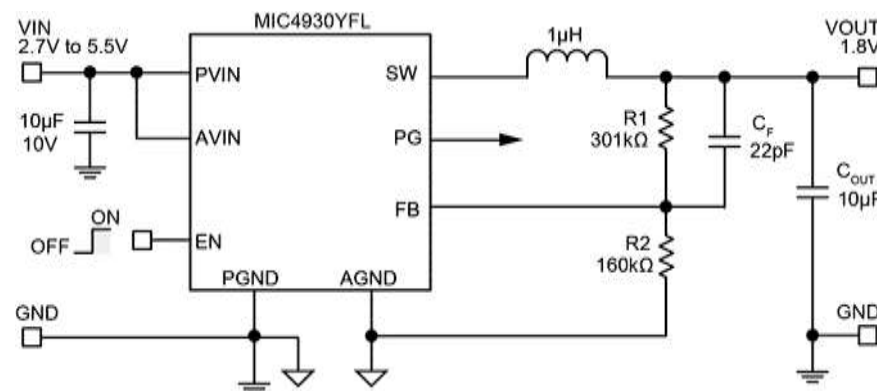 MIC4930YFL
VIN
2.7V to 5.5V
10µF
10V
OFF
ON
GND
PVIN
AVIN
EN
PGND
AGND
SW
PG
FB
1µH
R1
301kΩ
R2
160kΩ
CF
22pF
COUT
10µF
VOUT
1.8V
GND